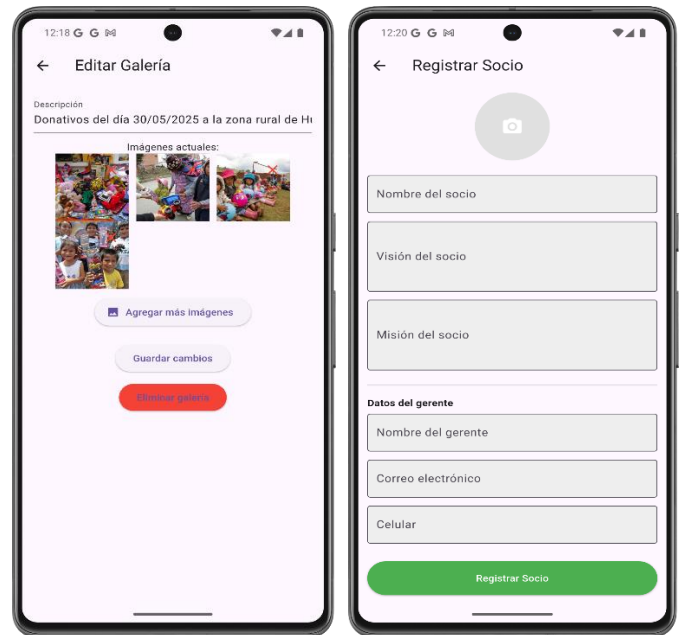 12:18 G G M
Editar Galería
Descripción
Donativos del día 30/05/2025 a la zona rural de
Imágenes actuales:
Agregar más imágenes
Guardar cambios
Eliminar galería
12:20 G G M
Registrar Socio
Nombre del socio
Visión del socio
Misión del socio
Datos del gerente
Nombre del gerente
Correo electrónico
Celular
Registrar Socio